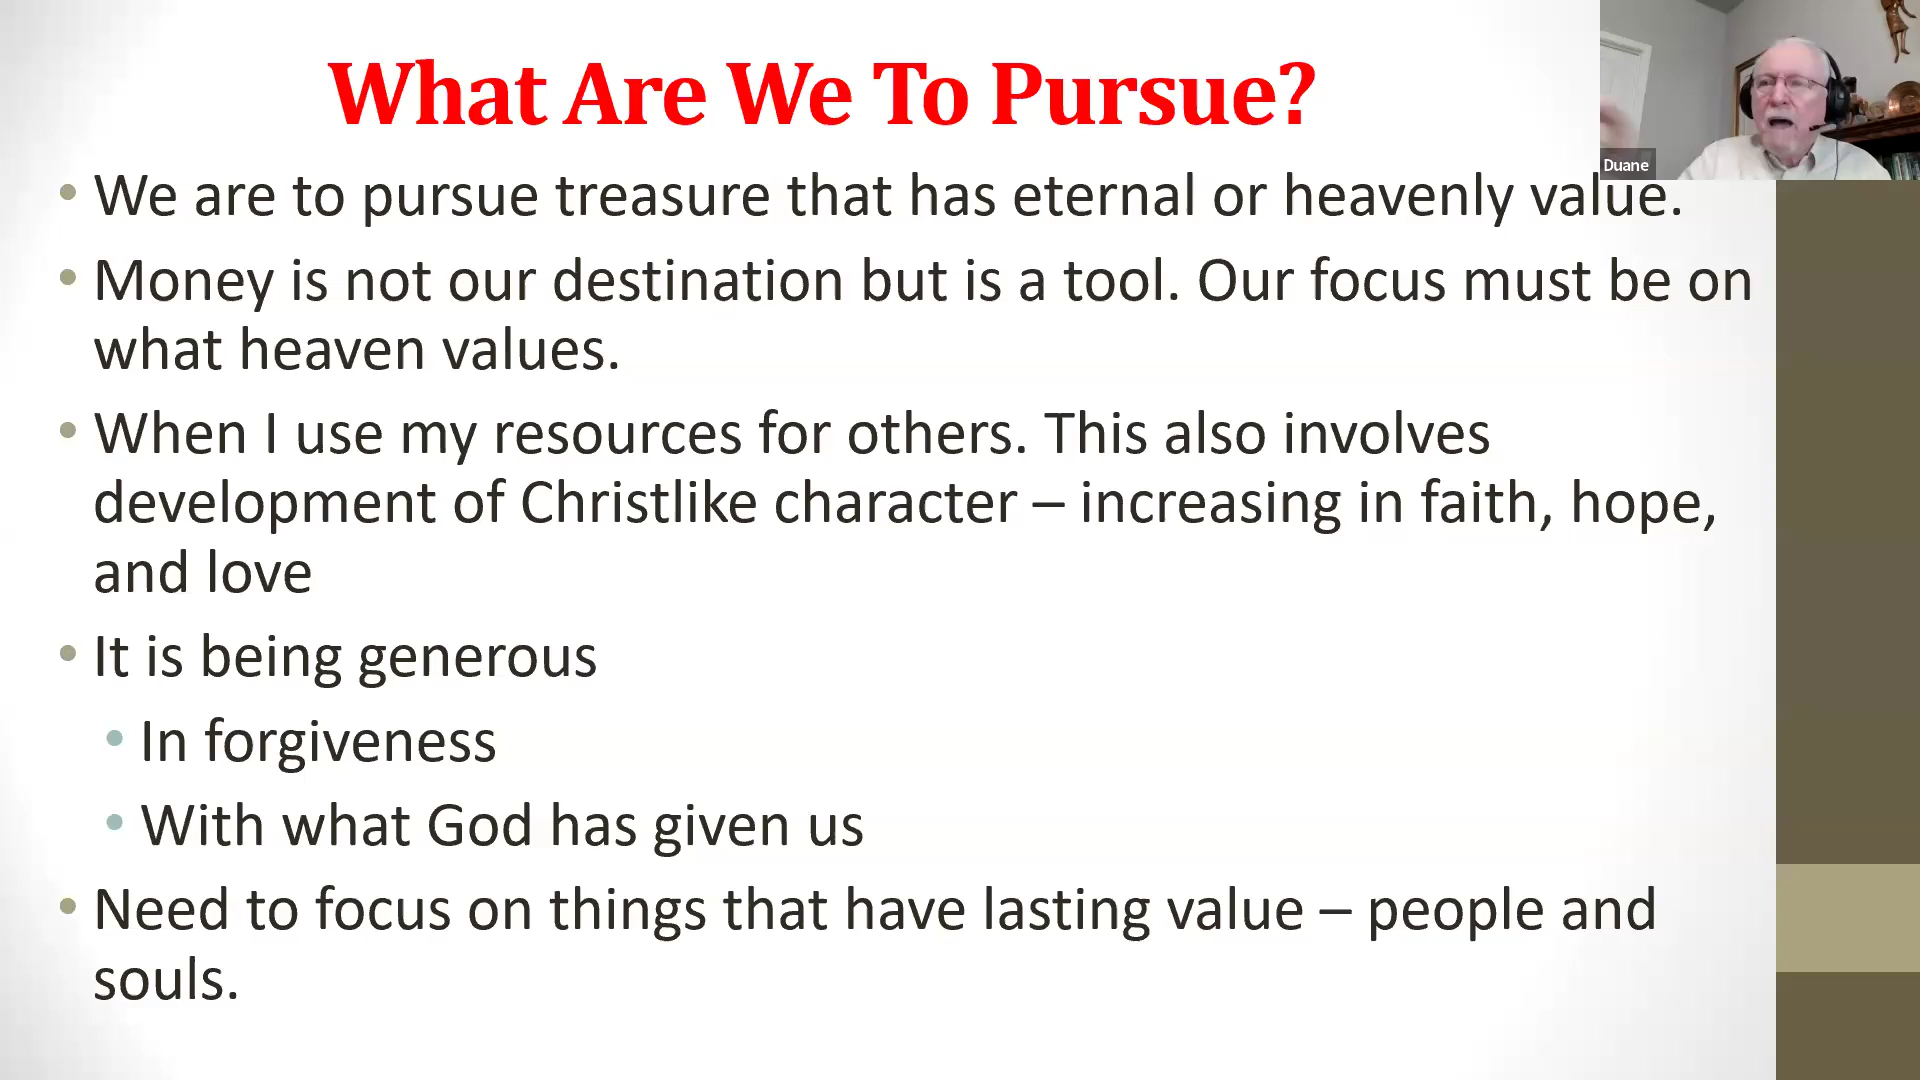 What Are We To Pursue?
Duane
• We are to pursue treasure that has eternal or heavenly value.
• Money is not our destination but is a tool. Our focus must be on
what heaven values.
• When I use my resources for others. This also involves
development of Christlike character – increasing in faith, hope,
and love
• It is being generous
• In forgiveness
• With what God has given us
• Need to focus on things that have lasting value – people and
souls.